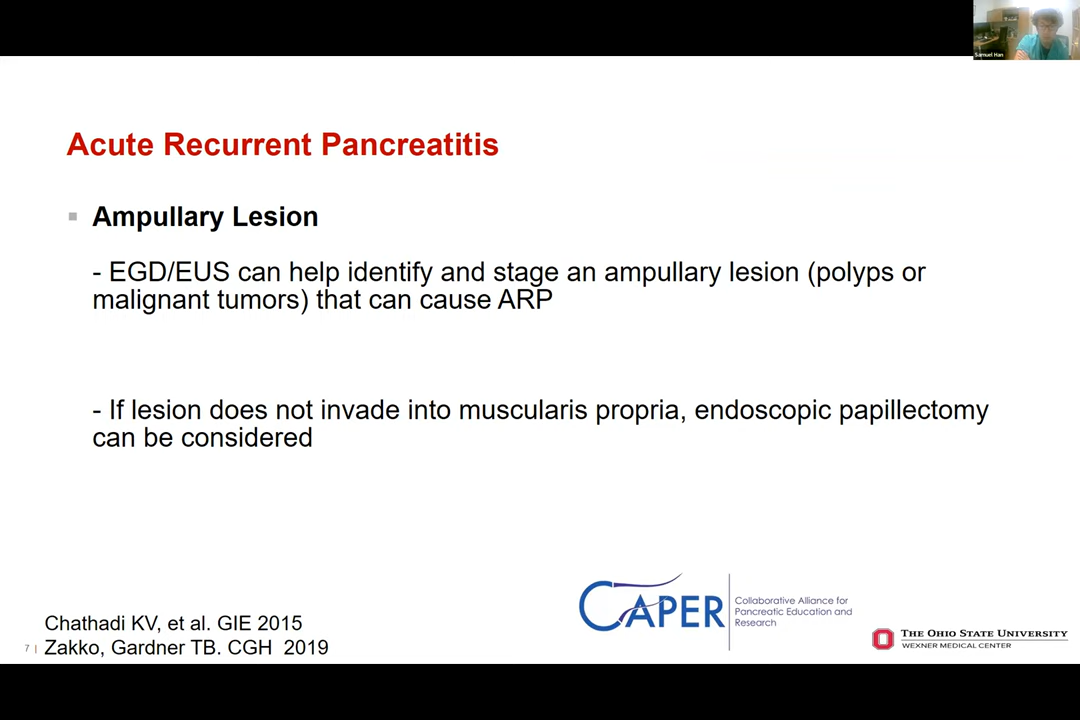 Samuel Han
Acute Recurrent Pancreatitis
Ampullary Lesion
- EGD/EUS can help identify and stage an ampullary lesion (polyps or
malignant tumors) that can cause ARP
- If lesion does not invade into muscularis propria, endoscopic papillectomy
can be considered
Chathadi KV, et al. GIE 2015
7 | Zakko, Gardner TB. CGH 2019
CAPER
Collaborative Alliance for
Pancreatic Education and
Research
THE OHIO STATE UNIVERSITY
WEXNER MEDICAL CENTER